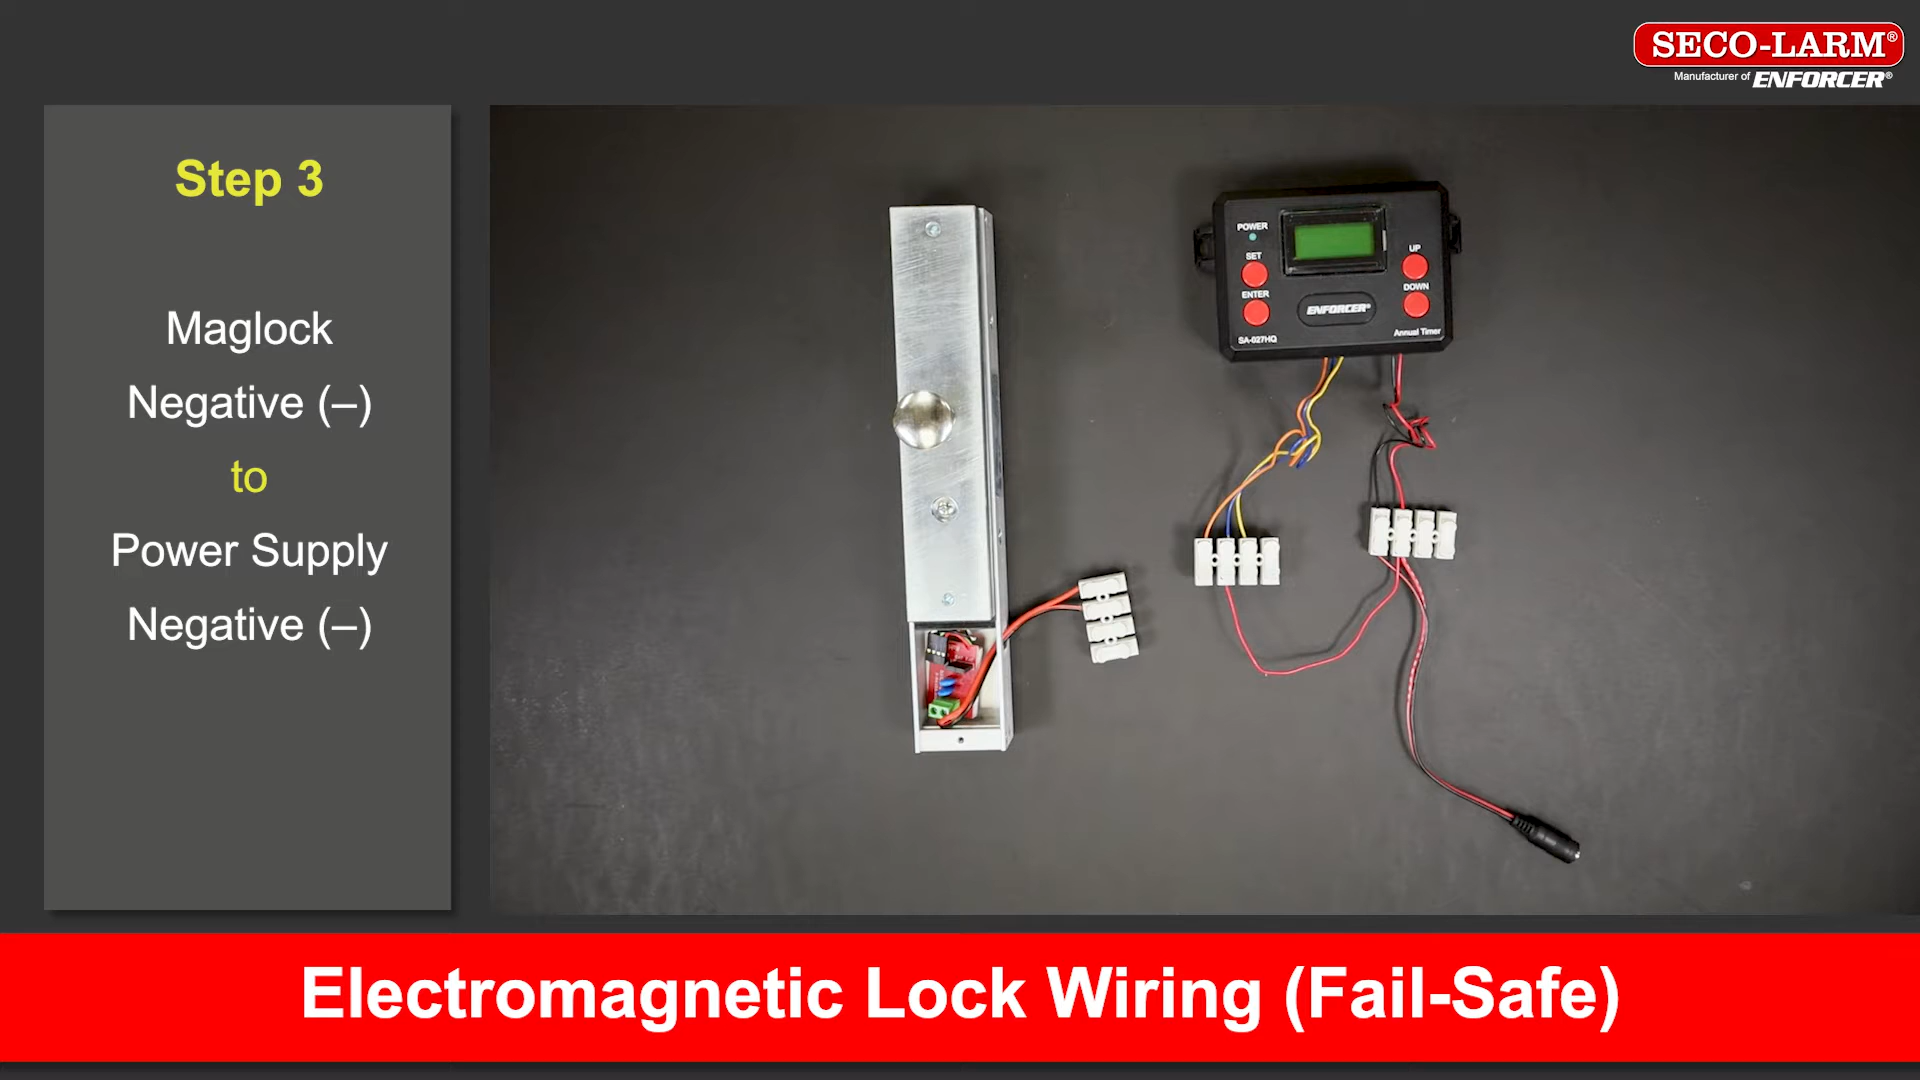 SECO-LARM®
Manufacturer of ENFORCER®
Step 3
Maglock
Negative (–)
to
Power Supply
Negative (–)
POWER
SET
ENTER
UP
DOWN
ENFORCER®
SA-027HQ
Annual Timer
Electromagnetic Lock Wiring (Fail-Safe)